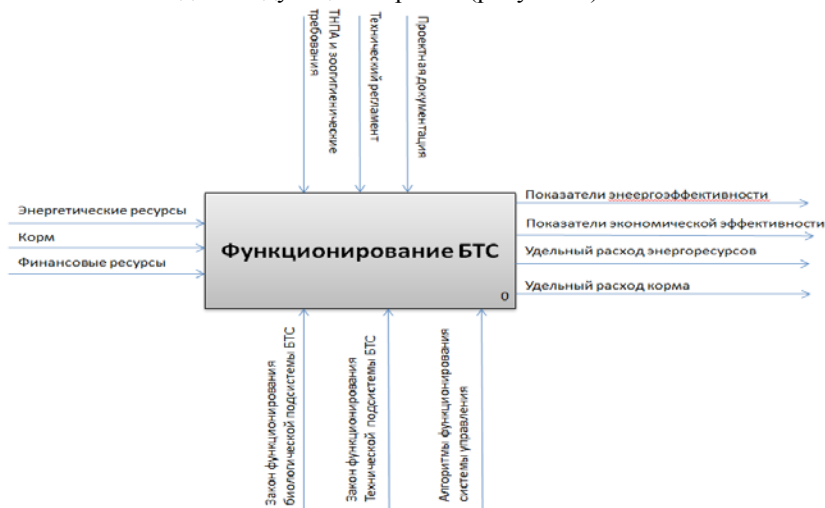 ТНПА и зоогигиенические
требования
Технический регламент
Проектная документация
Энергетические ресурсы
Корм
Финансовые ресурсы
Функционирование БТС
0
Показатели энеергоэффективности
Показатели экономической эффективности
Удельный расход энергоресурсов
Удельный расход корма
Закон функционирования
биологической подсистемы БТС
Закон функционирования
Технической подсистемы БТС
Алгоритмы функционирования
системы управления